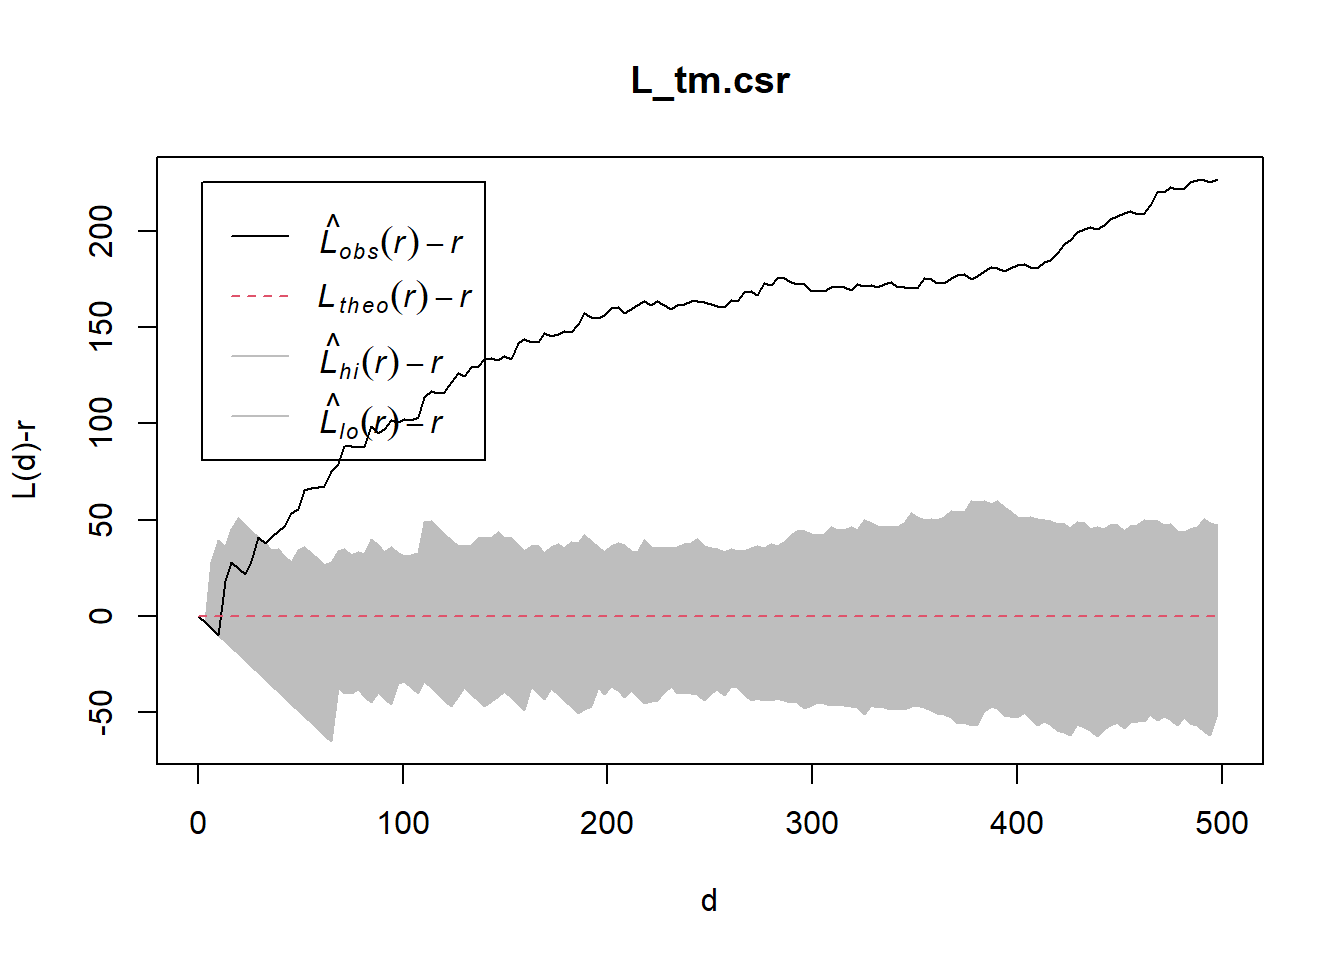 L_tm.csr
L̂obs(r) – r
Ltheo(r) – r
L̂hi(r) – r
L̂lo(r) – r
L(d)-r
200
150
100
50
0
-50
0 100 200 300 400 500
d